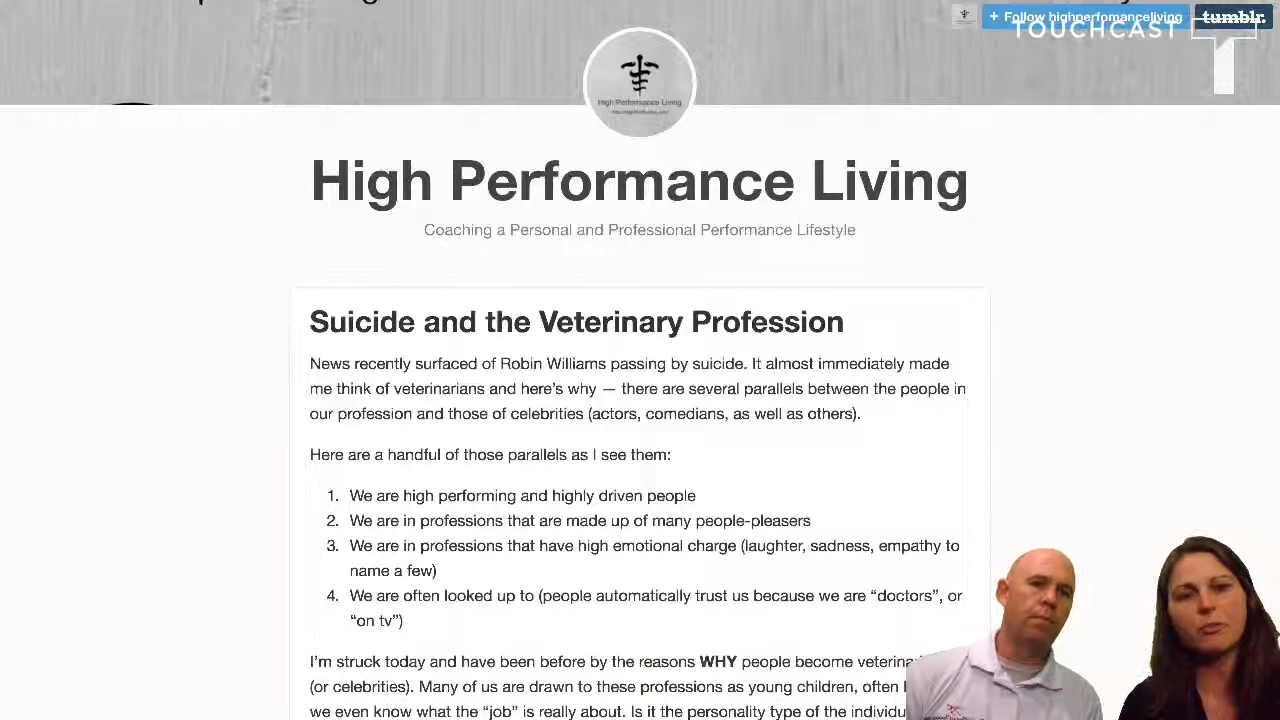 + Follow highperfomanceliving
tumblr.
TOUCHCAST
High Performance Living
High Performance Living
Coaching a Personal and Professional Performance Lifestyle
Suicide and the Veterinary Profession
News recently surfaced of Robin Williams passing by suicide. It almost immediately made
me think of veterinarians and here's why — there are several parallels between the people in
our profession and those of celebrities (actors, comedians, as well as others).
Here are a handful of those parallels as I see them:
1. We are high performing and highly driven people
2. We are in professions that are made up of many people-pleasers
3. We are in professions that have high emotional charge (laughter, sadness, empathy to
name a few)
4. We are often looked up to (people automatically trust us because we are “doctors”, or
“on tv”)
I'm struck today and have been before by the reasons WHY people become
(or celebrities). Many of us are drawn to these professions as young children, often
we even know what the “job” is really about. Is it the personality type of the